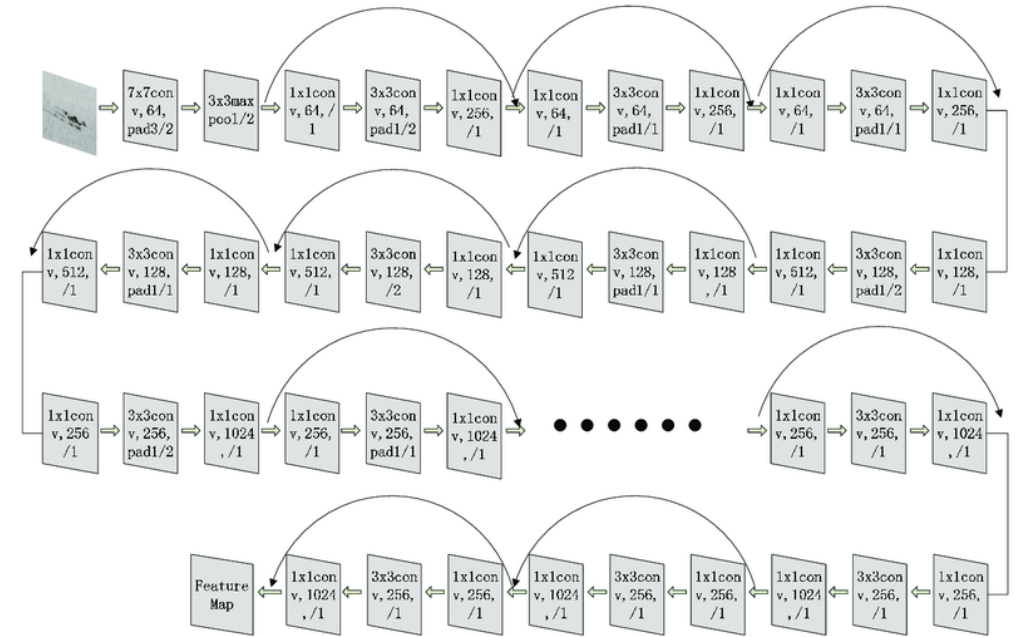 7x7con
v, 64,
pad3/2
3x3max
pool/2
1x1con
v, 64, /
1
3x3con
v, 64,
pad1/2
1x1con
v, 256,
/1
1x1con
v, 64,
/1
3x3con
v, 64,
pad1/1
1x1con
v, 256,
/1
1x1con
v, 64,
/1
3x3con
v, 64,
pad1/1
1x1con
v, 256,
/1
1x1con
v, 512,
/1
3x3con
v, 128,
pad1/1
1x1con
v, 128,
/1
1x1con
v, 512,
/1
3x3con
v, 128,
/2
1x1con
v, 128,
/1
1x1con
v, 512
/1
3x3con
v, 128,
pad1/1
1x1con
v, 128
, /1
1x1con
v, 512,
/1
3x3con
v, 128,
pad1/2
1x1con
v, 128,
/1
1x1con
v, 256
/1
3x3con
v, 256,
pad1/2
1x1con
v, 1024
, /1
1x1con
v, 256,
/1
3x3con
v, 256,
pad1/1
1x1con
v, 1024
, /1
1x1con
v, 256,
/1
3x3con
v, 256,
/1
1x1con
v, 1024
, /1
Feature
Map
1x1con
v, 1024
, /1
3x3con
v, 256,
/1
1x1con
v, 256,
/1
1x1con
v, 1024
, /1
3x3con
v, 256,
/1
1x1con
v, 256,
/1
1x1con
v, 1024
, /1
3x3con
v, 256,
/1
1x1con
v, 256,
/1